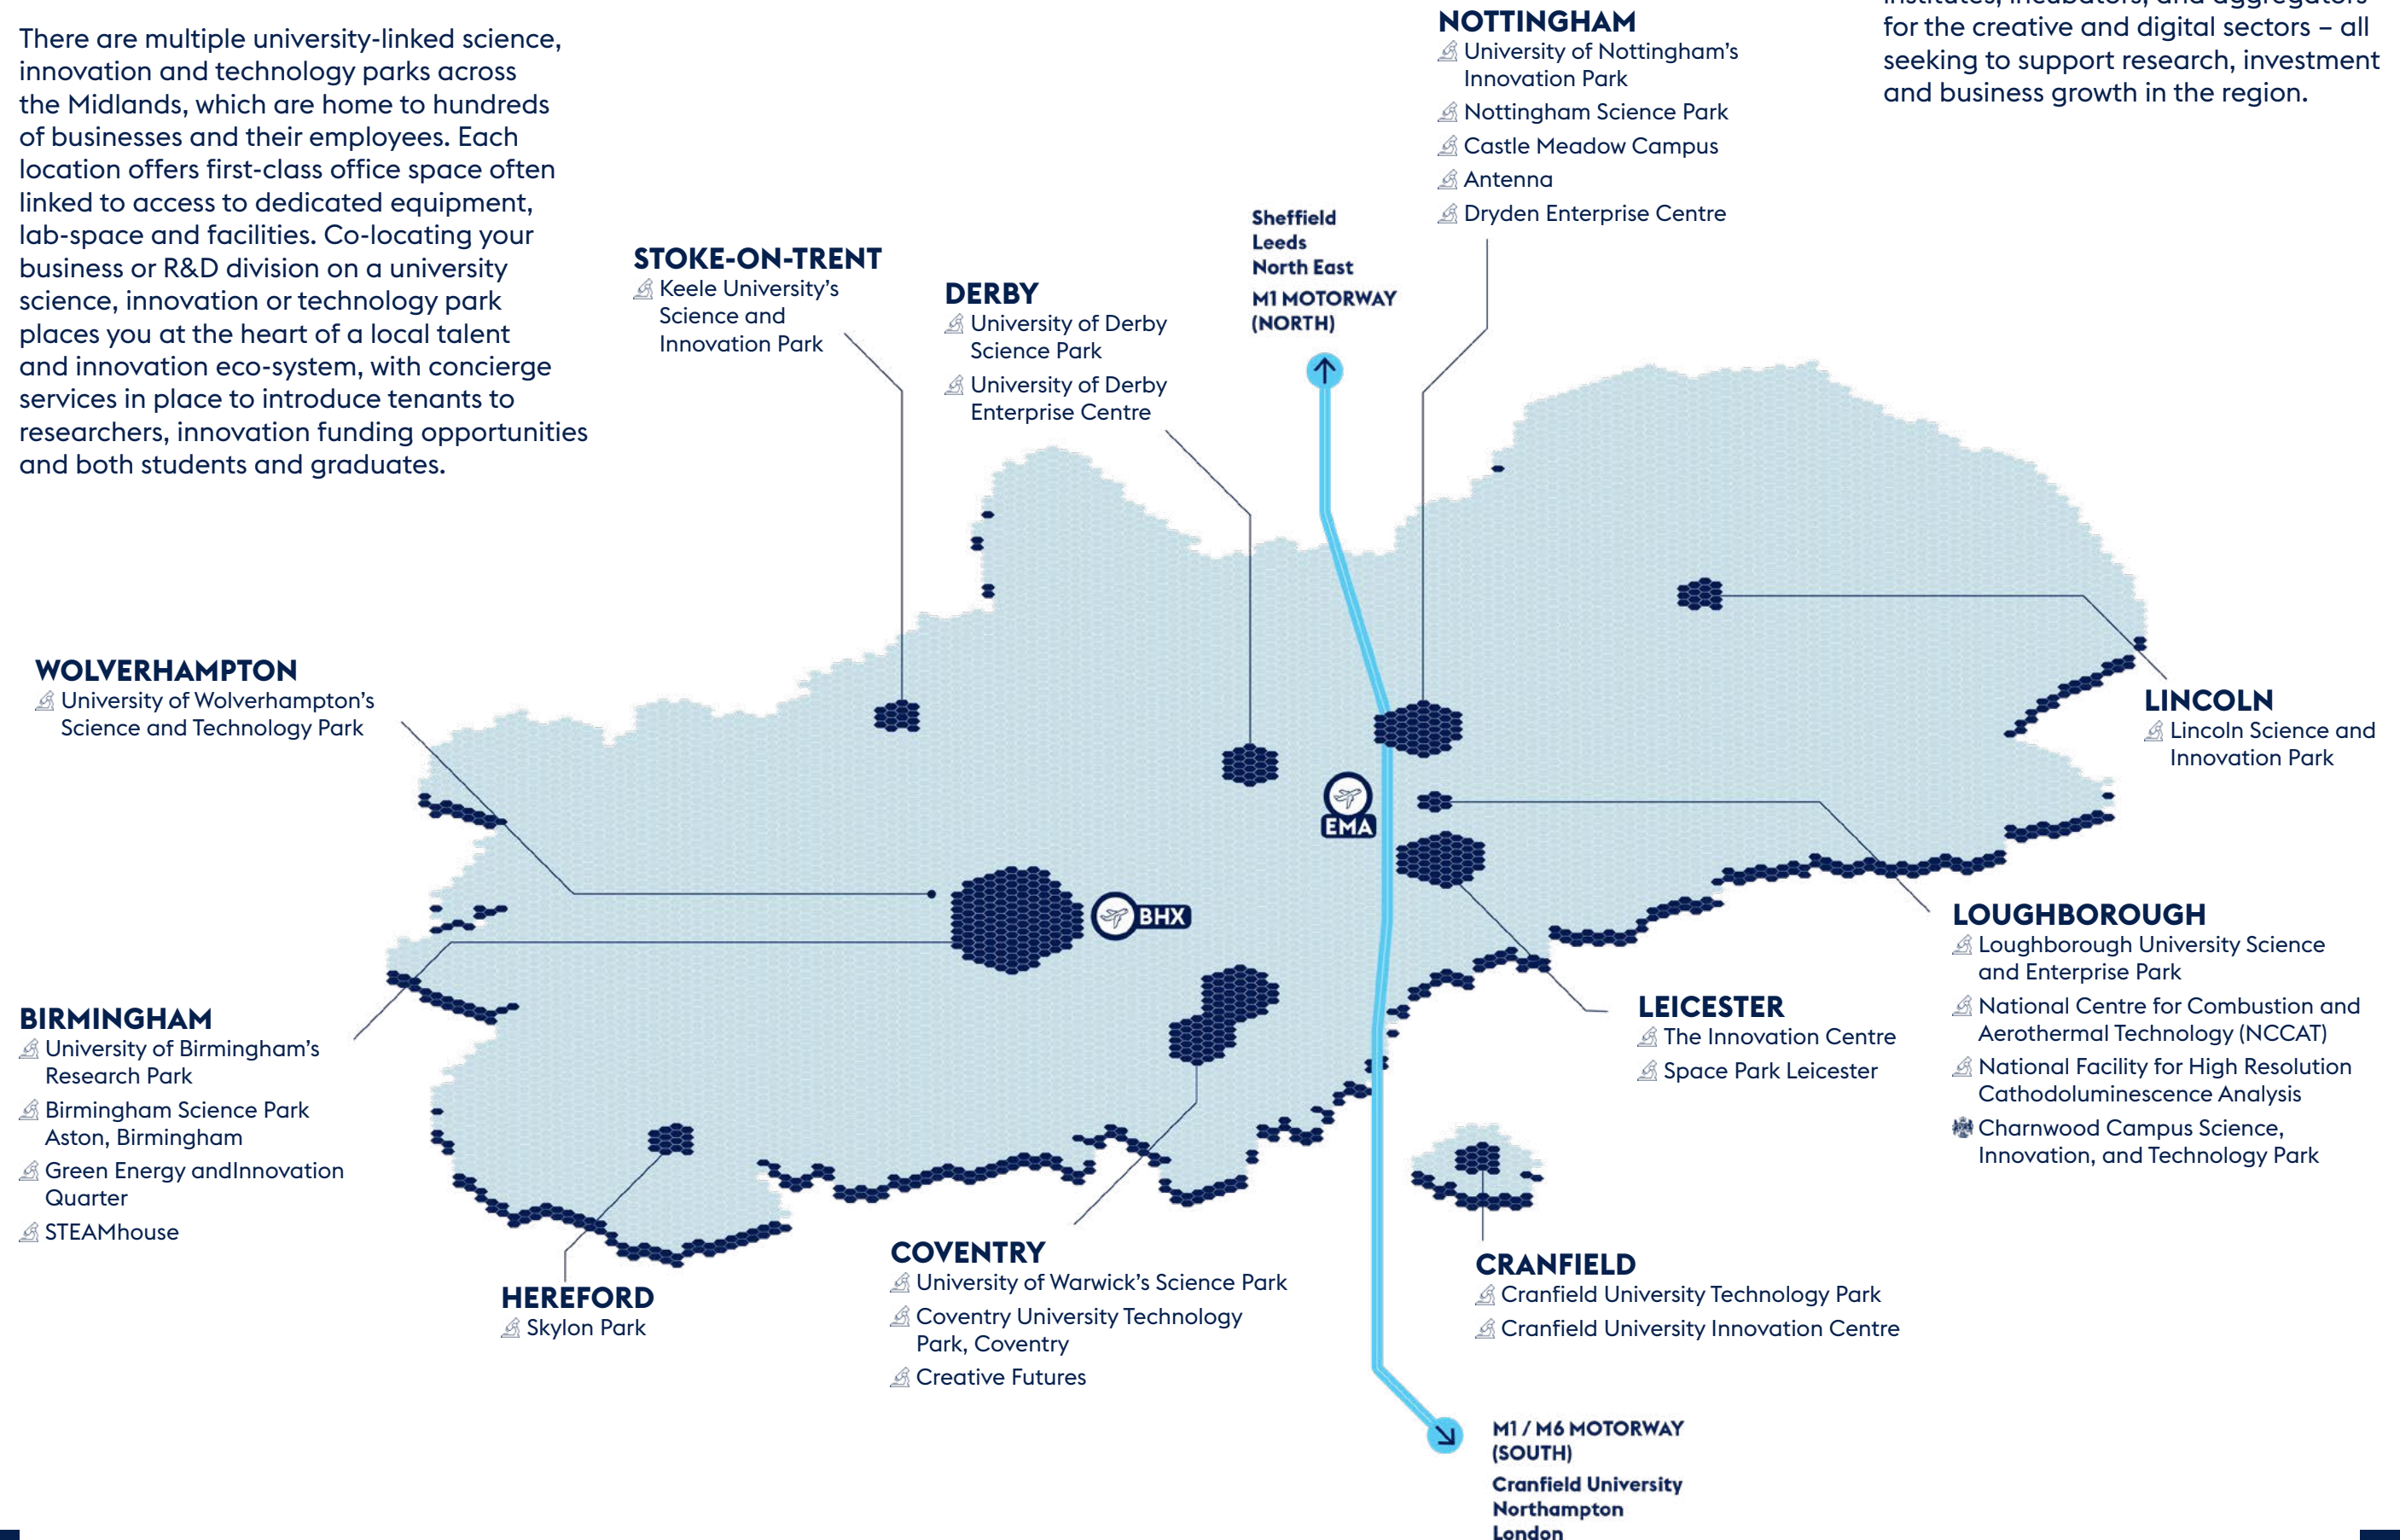 There are multiple university-linked science,
innovation and technology parks across
the Midlands, which are home to hundreds
of businesses and their employees. Each
location offers first-class office space often
linked to access to dedicated equipment,
lab-space and facilities. Co-locating your
business or R&D division on a university
science, innovation or technology park
places you at the heart of a local talent
and innovation eco-system, with concierge
services in place to introduce tenants to
researchers, innovation funding opportunities
and both students and graduates.
institutes, incubators, and aggregators
for the creative and digital sectors – all
seeking to support research, investment
and business growth in the region.
NOTTINGHAM
University of Nottingham’s
Innovation Park
Nottingham Science Park
Castle Meadow Campus
Antenna
Dryden Enterprise Centre
Sheffield
Leeds
North East
M1 MOTORWAY
(NORTH)
STOKE-ON-TRENT
Keele University’s
Science and
Innovation Park
DERBY
University of Derby
Science Park
University of Derby
Enterprise Centre
WOLVERHAMPTON
University of Wolverhampton’s
Science and Technology Park
LINCOLN
Lincoln Science and
Innovation Park
EMA
BHX
BIRMINGHAM
University of Birmingham’s
Research Park
Birmingham Science Park
Aston, Birmingham
Green Energy andInnovation
Quarter
STEAMhouse
LEICESTER
The Innovation Centre
Space Park Leicester
LOUGHBOROUGH
Loughborough University Science
and Enterprise Park
National Centre for Combustion and
Aerothermal Technology (NCCAT)
National Facility for High Resolution
Cathodoluminescence Analysis
Charnwood Campus Science,
Innovation, and Technology Park
HEREFORD
Skylon Park
COVENTRY
University of Warwick’s Science Park
Coventry University Technology
Park, Coventry
Creative Futures
CRANFIELD
Cranfield University Technology Park
Cranfield University Innovation Centre
M1 / M6 MOTORWAY
(SOUTH)
Cranfield University
Northampton
London